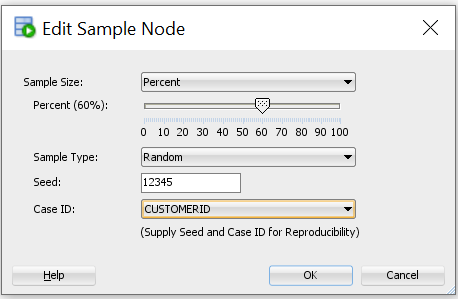 Edit Sample Node
Sample Size: Percent
Percent (60%):
0 10 20 30 40 50 60 70 80 90 100
Sample Type: Random
Seed: 12345
Case ID: CUSTOMERID
(Supply Seed and Case ID for Reproducibility)
Help OK Cancel